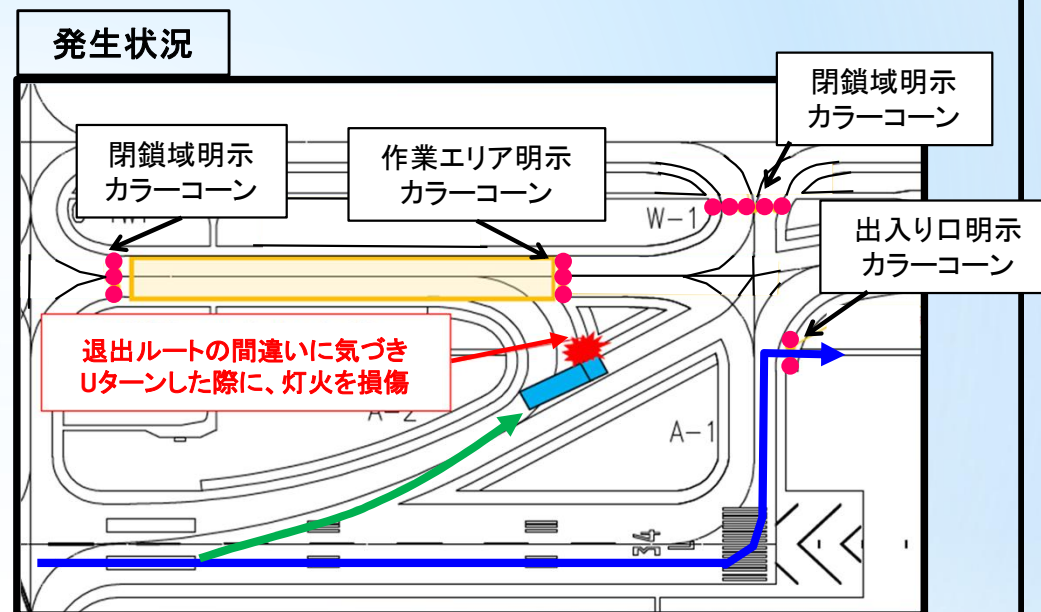 発生状況
閉鎖域明示
カラーコーン
閉鎖域明示
カラーコーン
作業エリア明示
カラーコーン
W-1
出入り口明示
カラーコーン
退出ルートの間違いに気づき
Uターンした際に、灯火を損傷
A-2
A-1
34
L